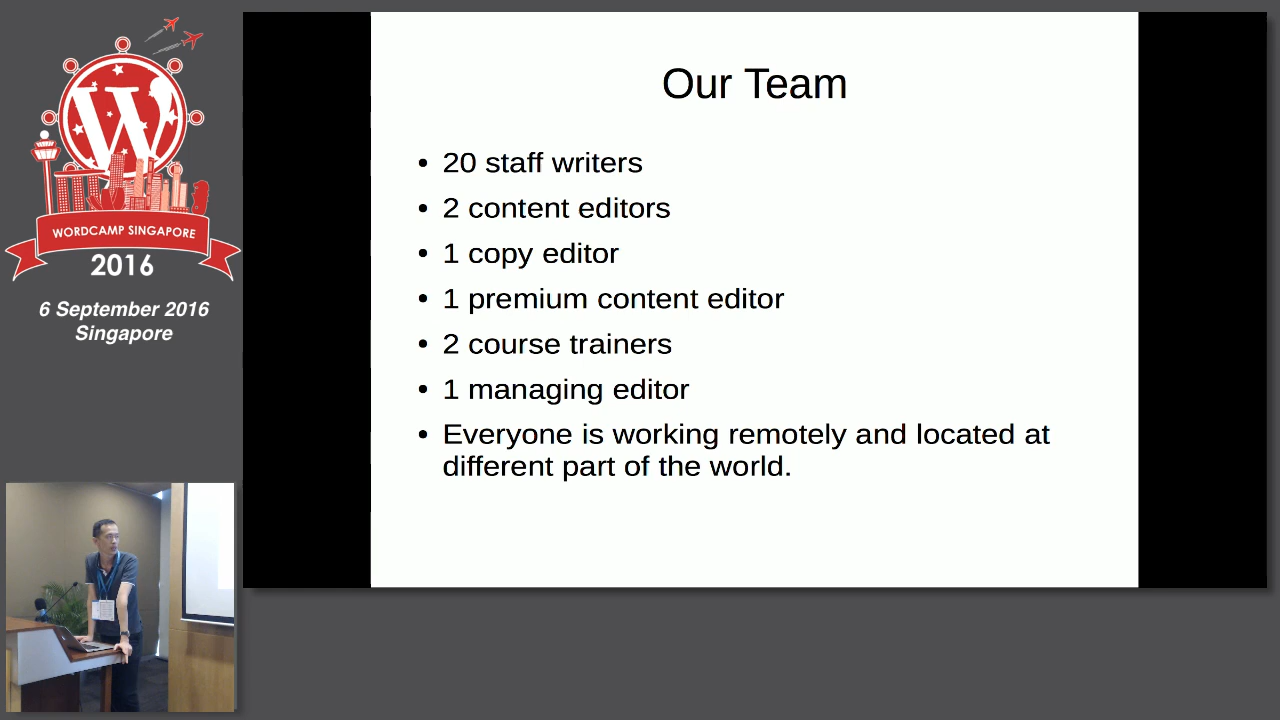 W
WORDCAMP SINGAPORE
2016
6 September 2016
Singapore
Our Team
• 20 staff writers
• 2 content editors
• 1 copy editor
• 1 premium content editor
• 2 course trainers
• 1 managing editor
• Everyone is working remotely and located at
different part of the world.